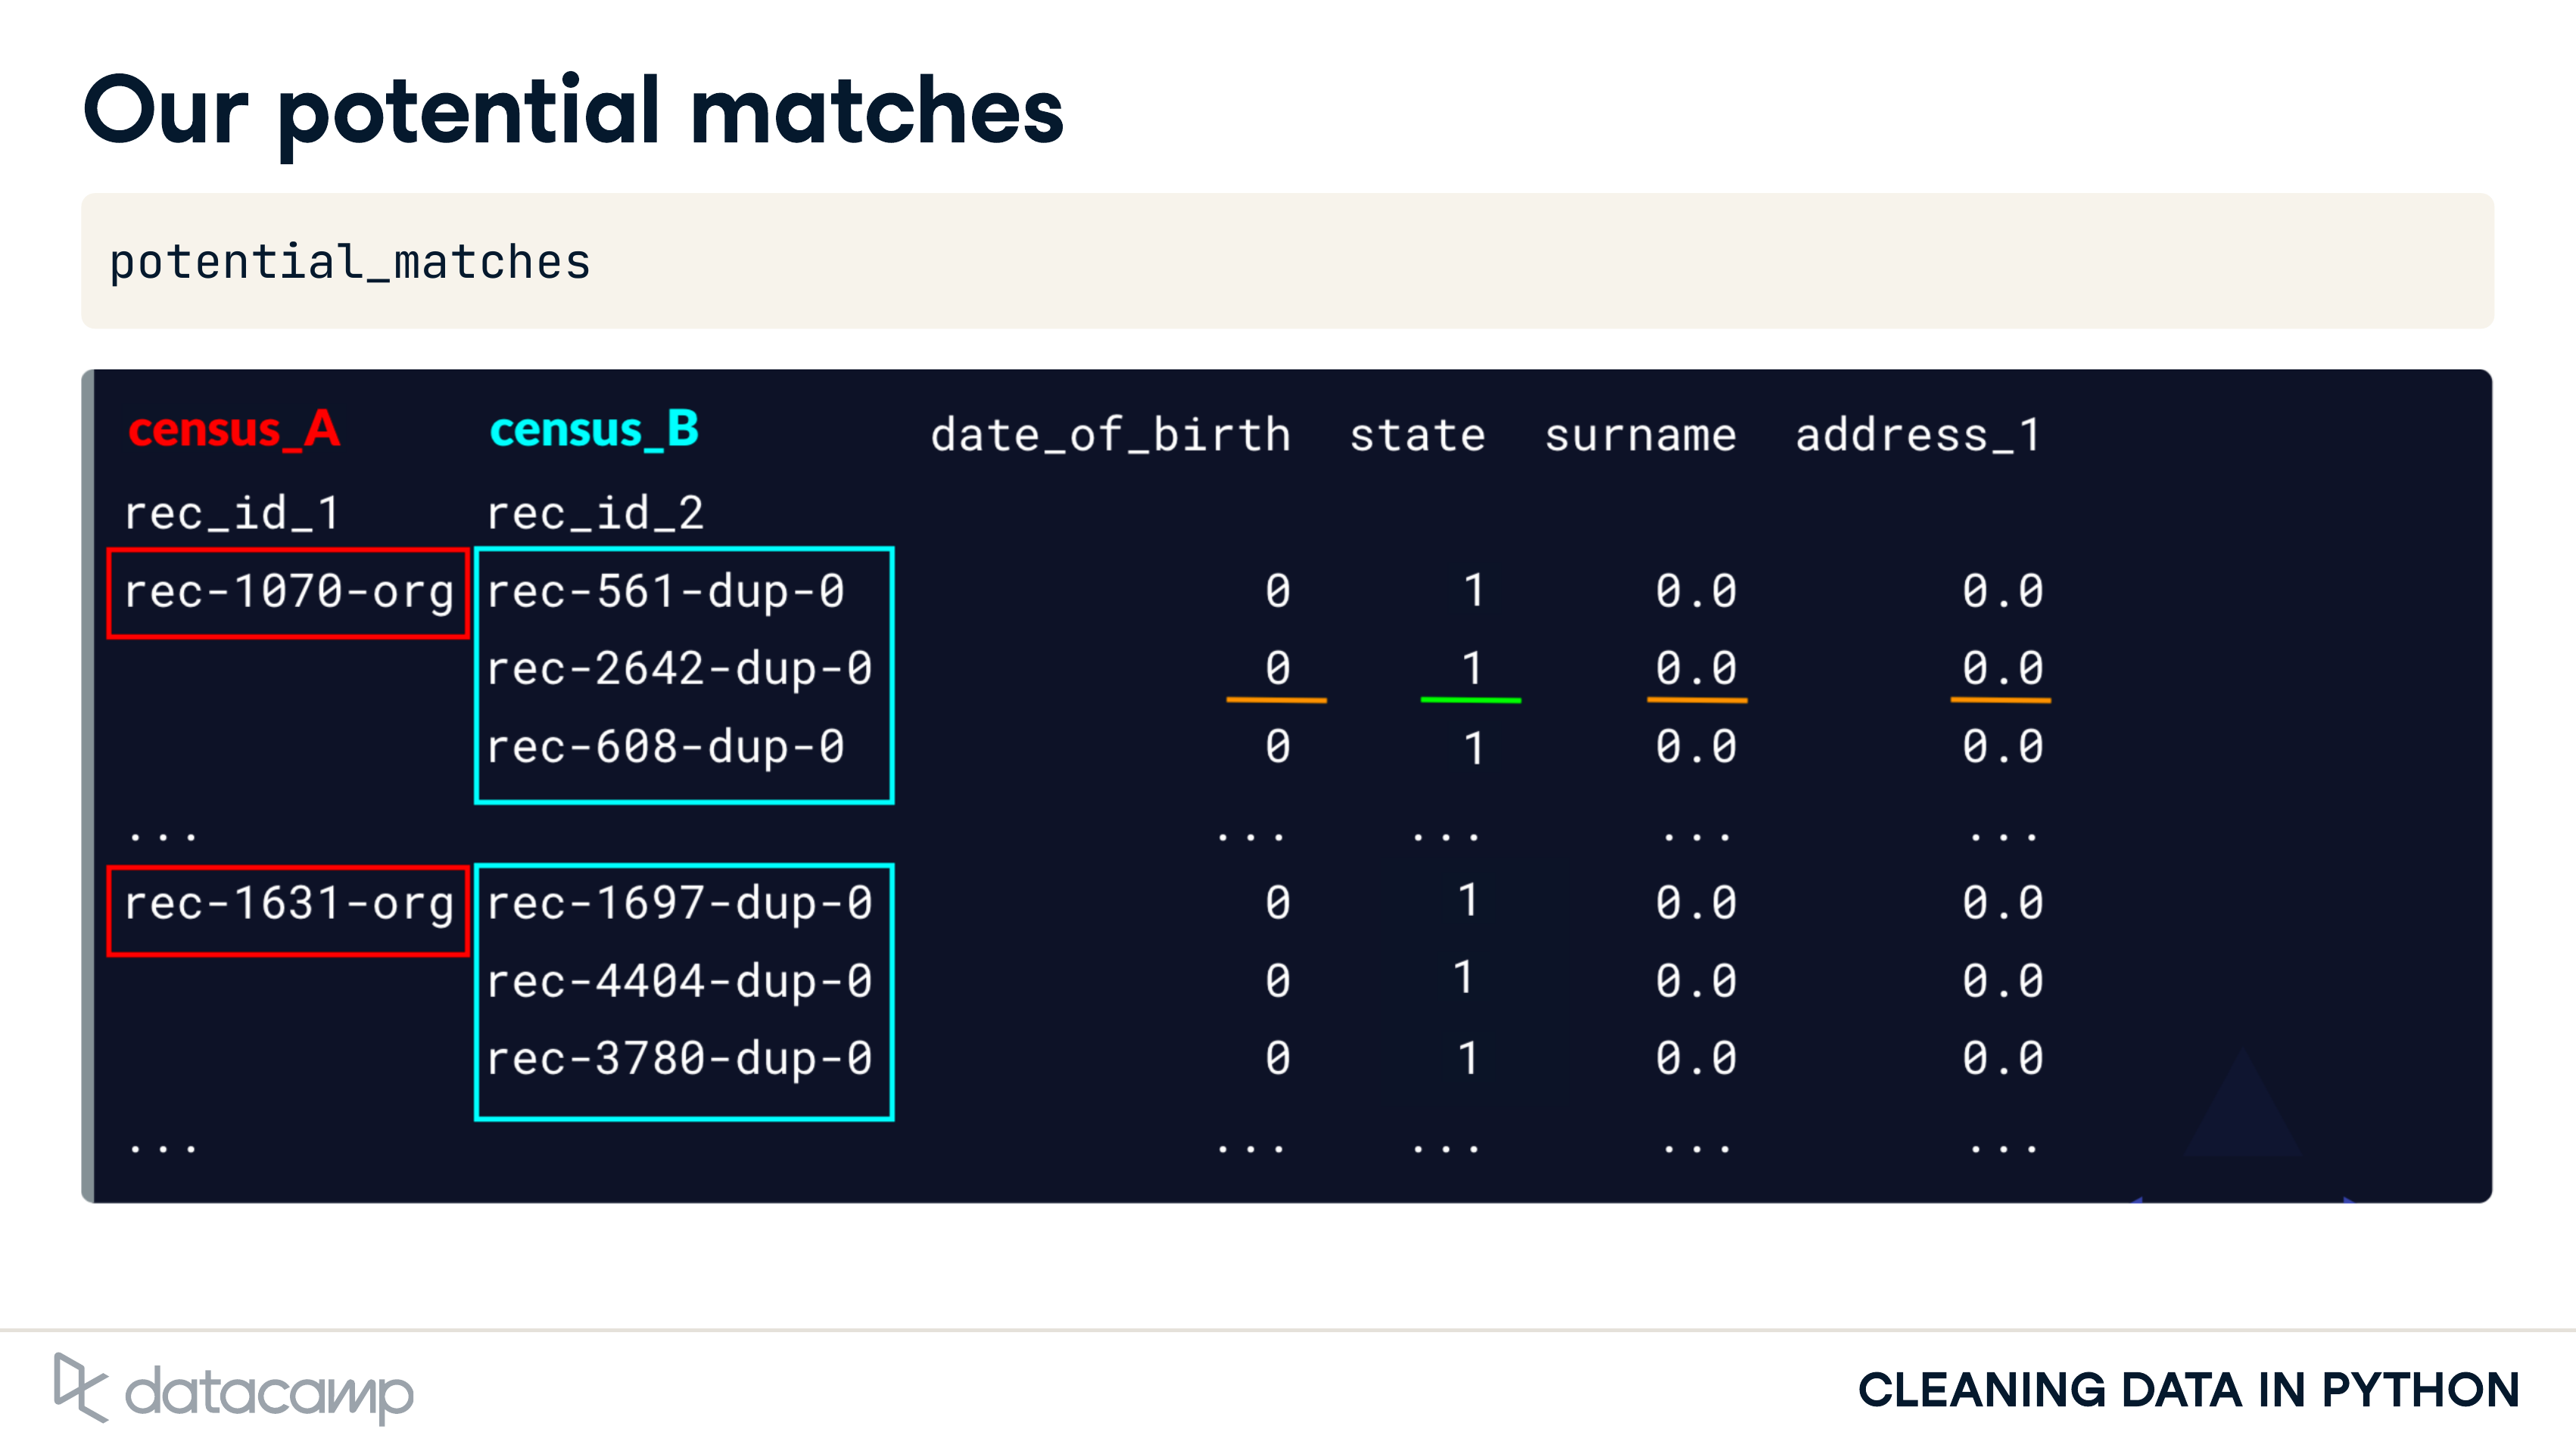 Our potential matches
potential_matches
census_A census_B date_of_birth state surname address_1
rec_id_1 rec_id_2
rec-1070-org rec-561-dup-0 0 1 0.0 0.0
rec-2642-dup-0 0 1 0.0 0.0
rec-608-dup-0 0 1 0.0 0.0
... ... ... ... ...
rec-1631-org rec-1697-dup-0 0 1 0.0 0.0
rec-4404-dup-0 0 1 0.0 0.0
rec-3780-dup-0 0 1 0.0 0.0
... ... ... ... ...
datacamp CLEANING DATA IN PYTHON